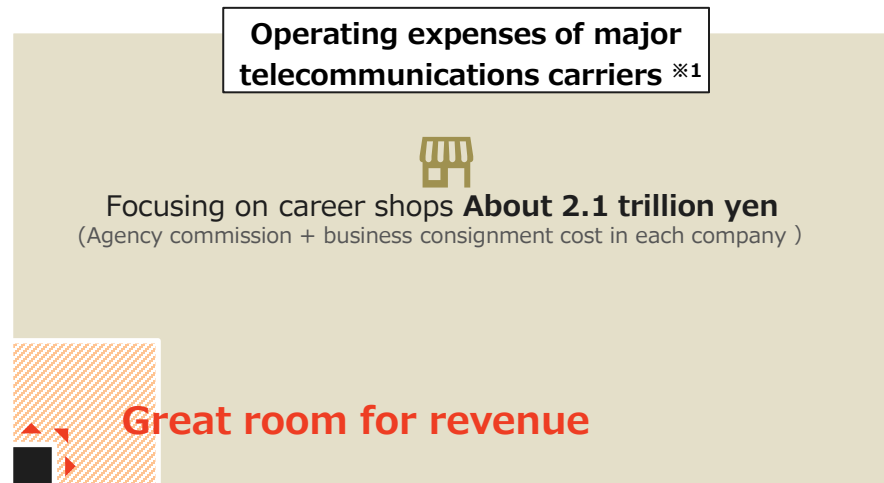 Operating expenses of major
telecommunications carriers ※1
Focusing on career shops About 2.1 trillion yen
(Agency commission + business consignment cost in each company )
Great room for revenue